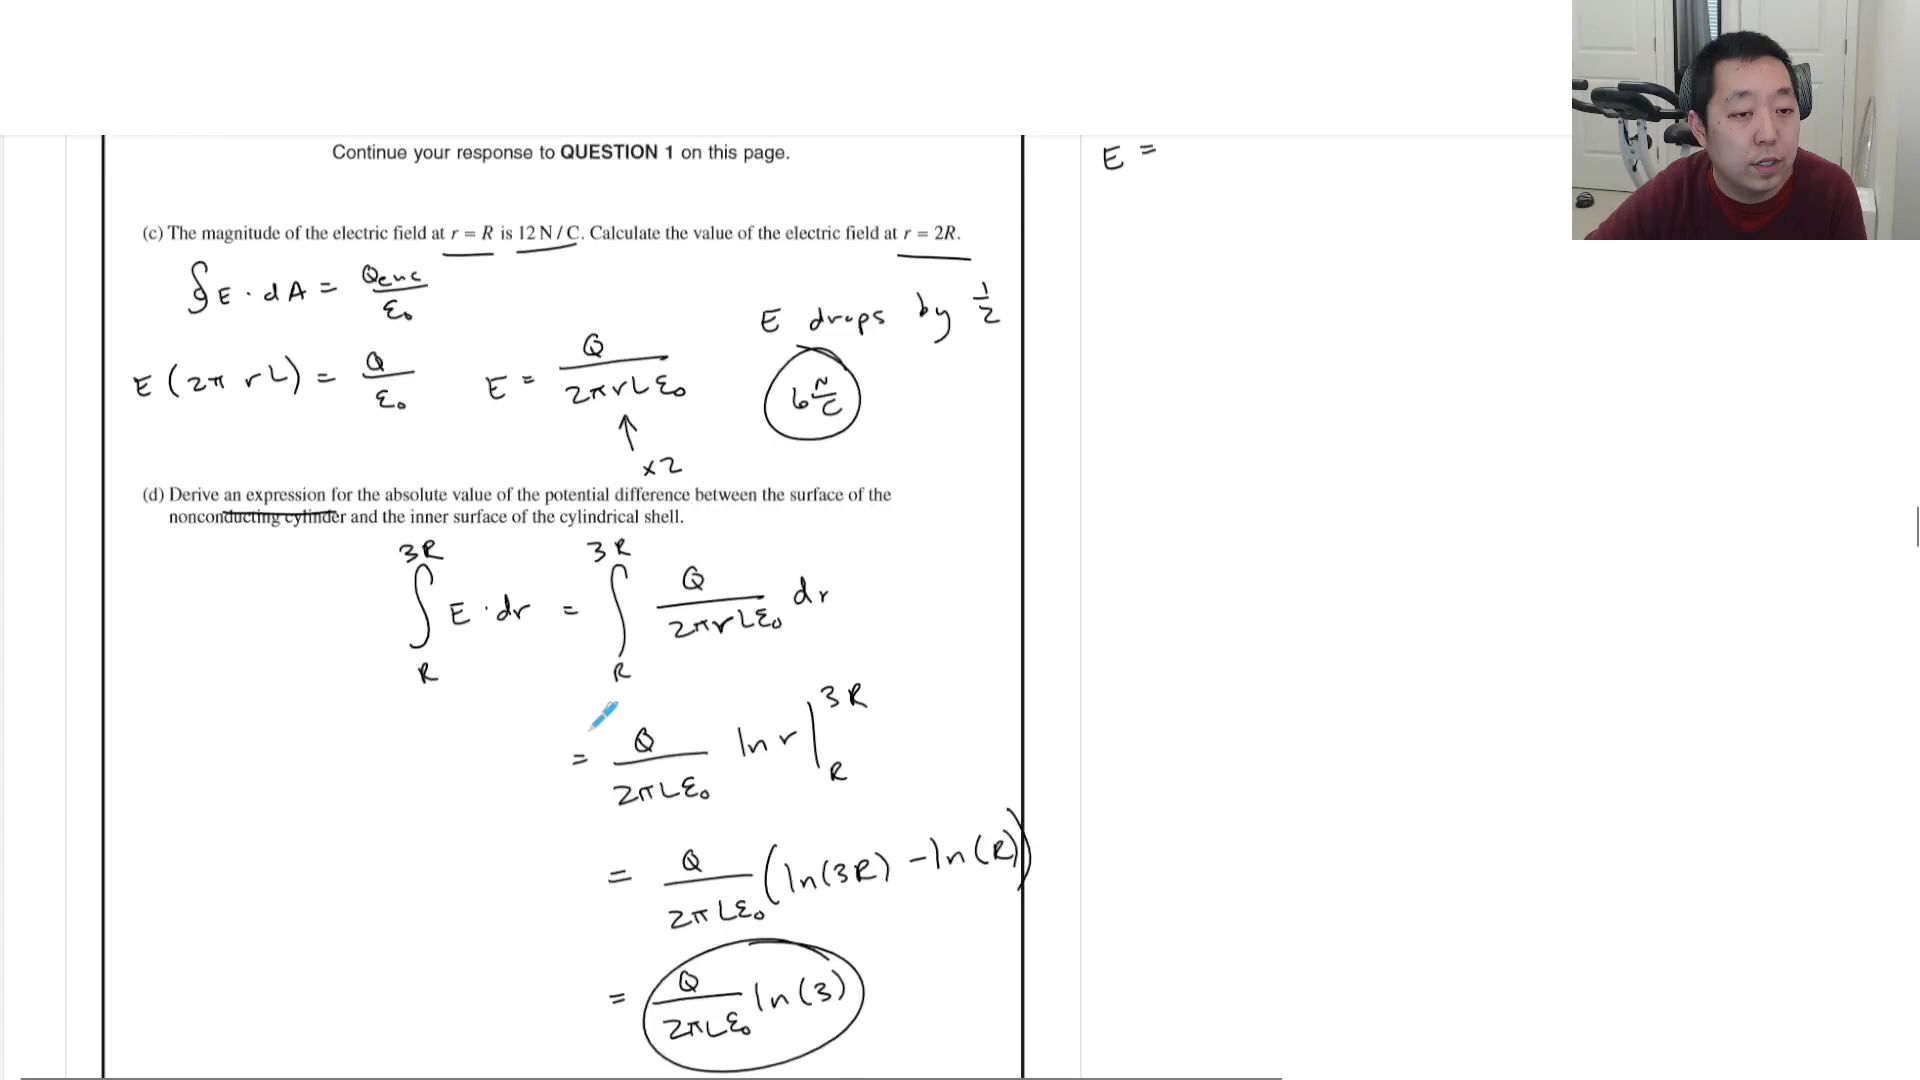 Continue your response to QUESTION 1 on this page.
E =
(c) The magnitude of the electric field at r = R is 12 N / C. Calculate the value of the electric field at r = 2R.
∮E · dA = Qenc/ε₀
E drops by 1/2
E (2π rL) = Q/ε₀
E = Q/2πrLε₀
6 N/C
↑
x2
(d) Derive an expression for the absolute value of the potential difference between the surface of the
nonconducting cylinder and the inner surface of the cylindrical shell.
3R 3R
∫ E · dr = ∫ Q/2πrLε₀ dr
R R
= Q/2πLε₀ ln r | 3R R
= Q/2πLε₀ (ln(3R) - ln(R))
= Q/2πLε₀ ln(3)